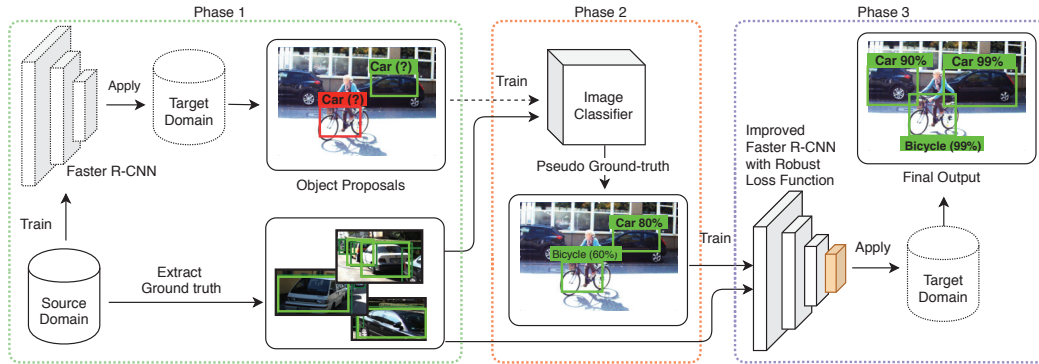 Phase 1
Phase 2
Phase 3
Apply
Target
Domain
Car (?)
Car (?)
Object Proposals
Faster R-CNN
Train
Source
Domain
Extract
Ground truth
Train
Image
Classifier
Pseudo Ground-truth
Car 80%
Bicycle (60%)
Train
Improved
Faster R-CNN
with Robust
Loss Function
Apply
Target
Domain
Final Output
Car 90%
Car 99%
Bicycle (99%)